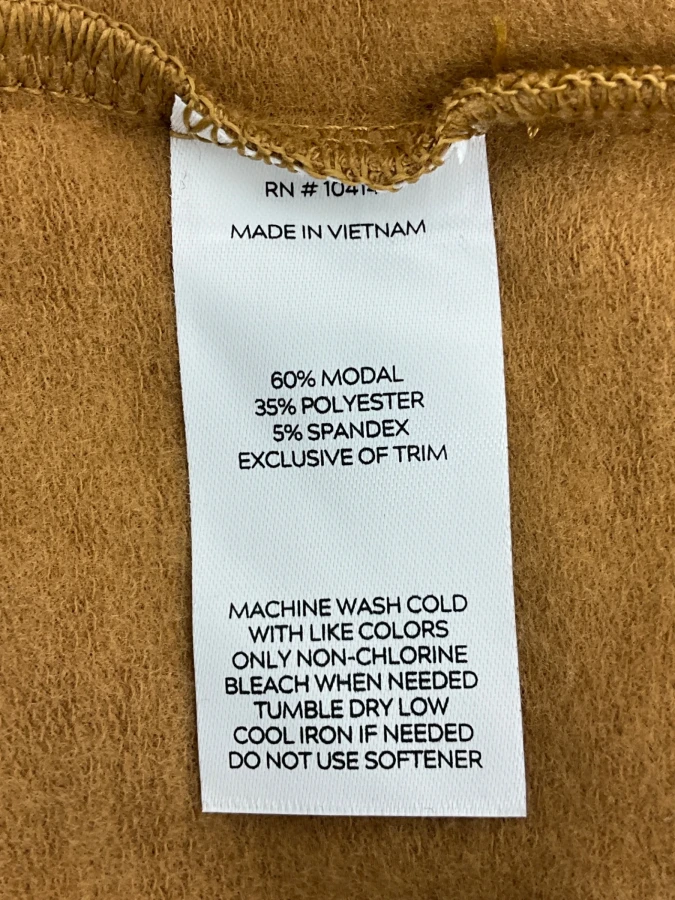 RN #
MADE IN VIETNAM
60% MODAL
35% POLYESTER
5% SPANDEX
EXCLUSIVE OF TRIM
MACHINE WASH COLD
WITH LIKE COLORS
ONLY NON-CHLORINE
BLEACH WHEN NEEDED
TUMBLE DRY LOW
COOL IRON IF NEEDED
DO NOT USE SOFTENER